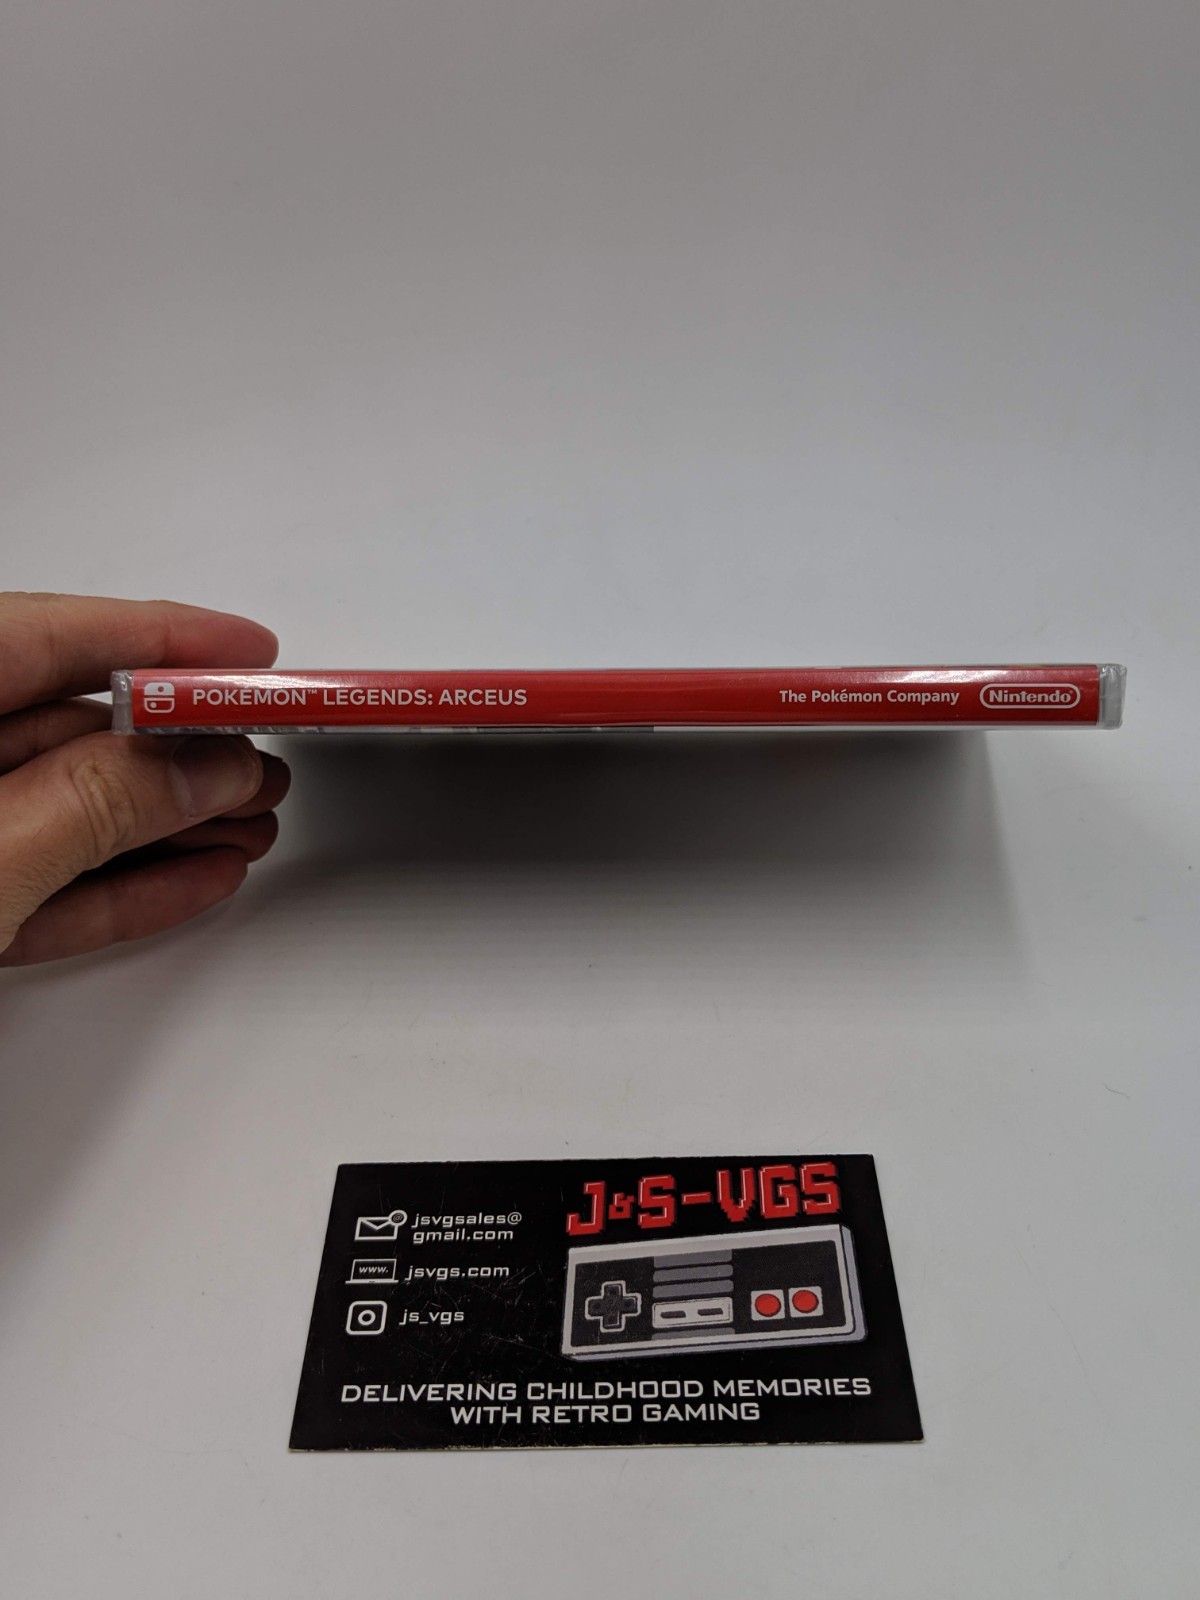 POKÉMON™ LEGENDS: ARCEUS
The Pokémon Company
Nintendo®
J&S-VGS
@
jsvgsales@
gmail.com
www.
jsvgs.com
js_vgs
DELIVERING CHILDHOOD MEMORIES
WITH RETRO GAMING